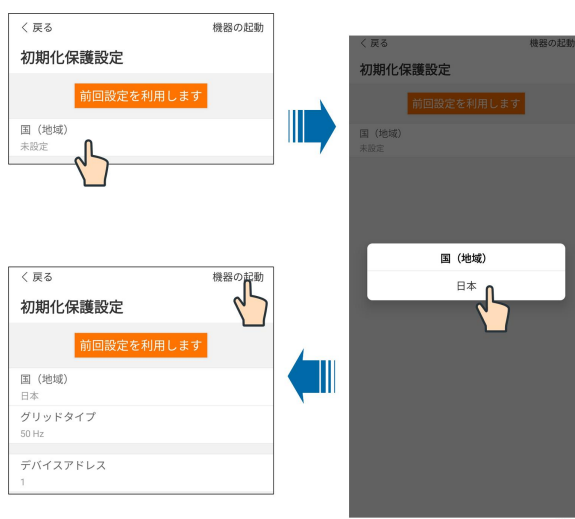 < 戻る 機器の起動
初期化保護設定
前回設定を利用します
国（地域）
未設定
< 戻る 機器の起動
初期化保護設定
前回設定を利用します
国（地域）
未設定
国（地域）
日本
< 戻る 機器の起動
初期化保護設定
前回設定を利用します
国（地域）
日本
グリッドタイプ
50 Hz
デバイスアドレス
1